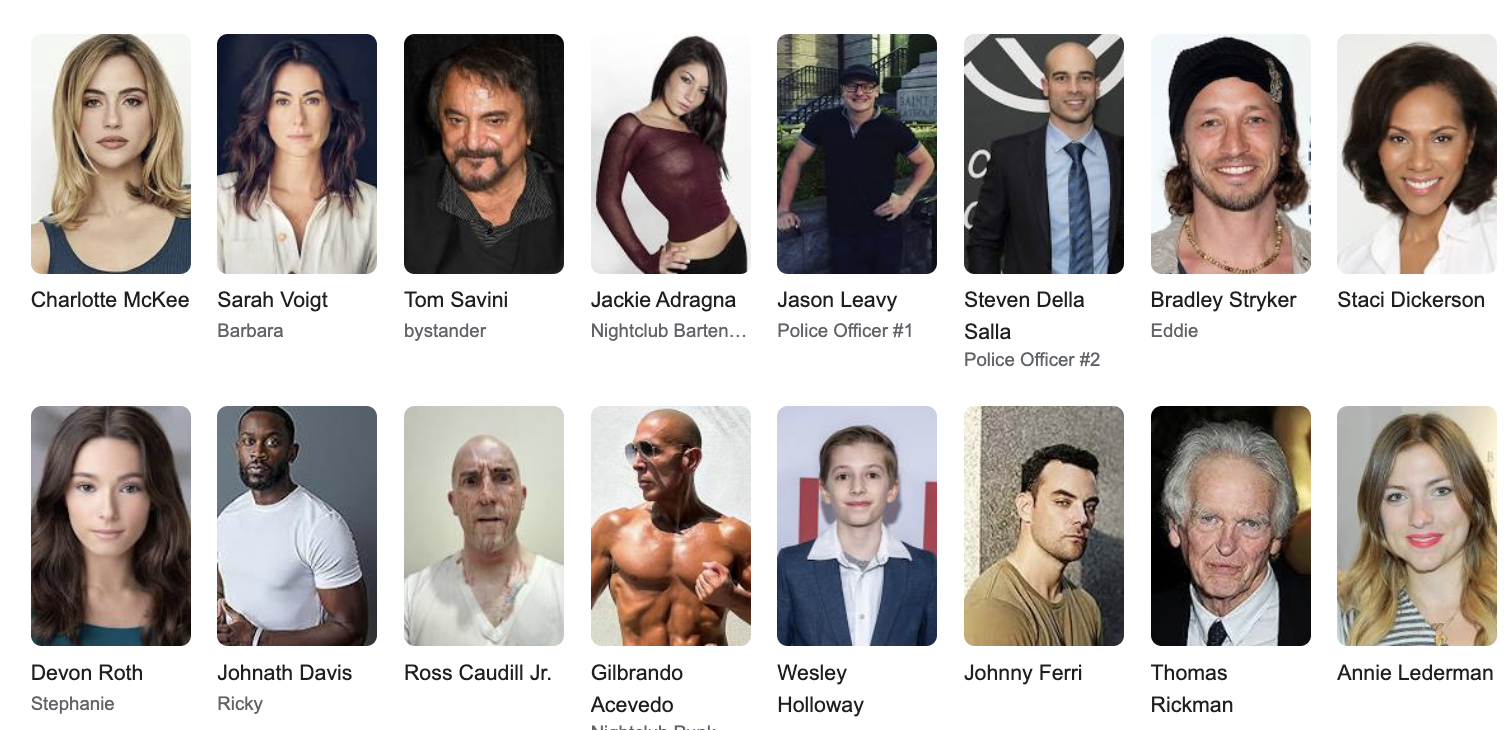 Charlotte McKee
Sarah Voigt
Barbara
Tom Savini
bystander
Jackie Adragna
Nightclub Barten…
Jason Leavy
Police Officer #1
Steven Della
Salla
Police Officer #2
Bradley Stryker
Eddie
Staci Dickerson
Devon Roth
Stephanie
Johnath Davis
Ricky
Ross Caudill Jr.
Gilbrando
Acevedo
Wesley
Holloway
Johnny Ferri
Thomas
Rickman
Annie Lederman